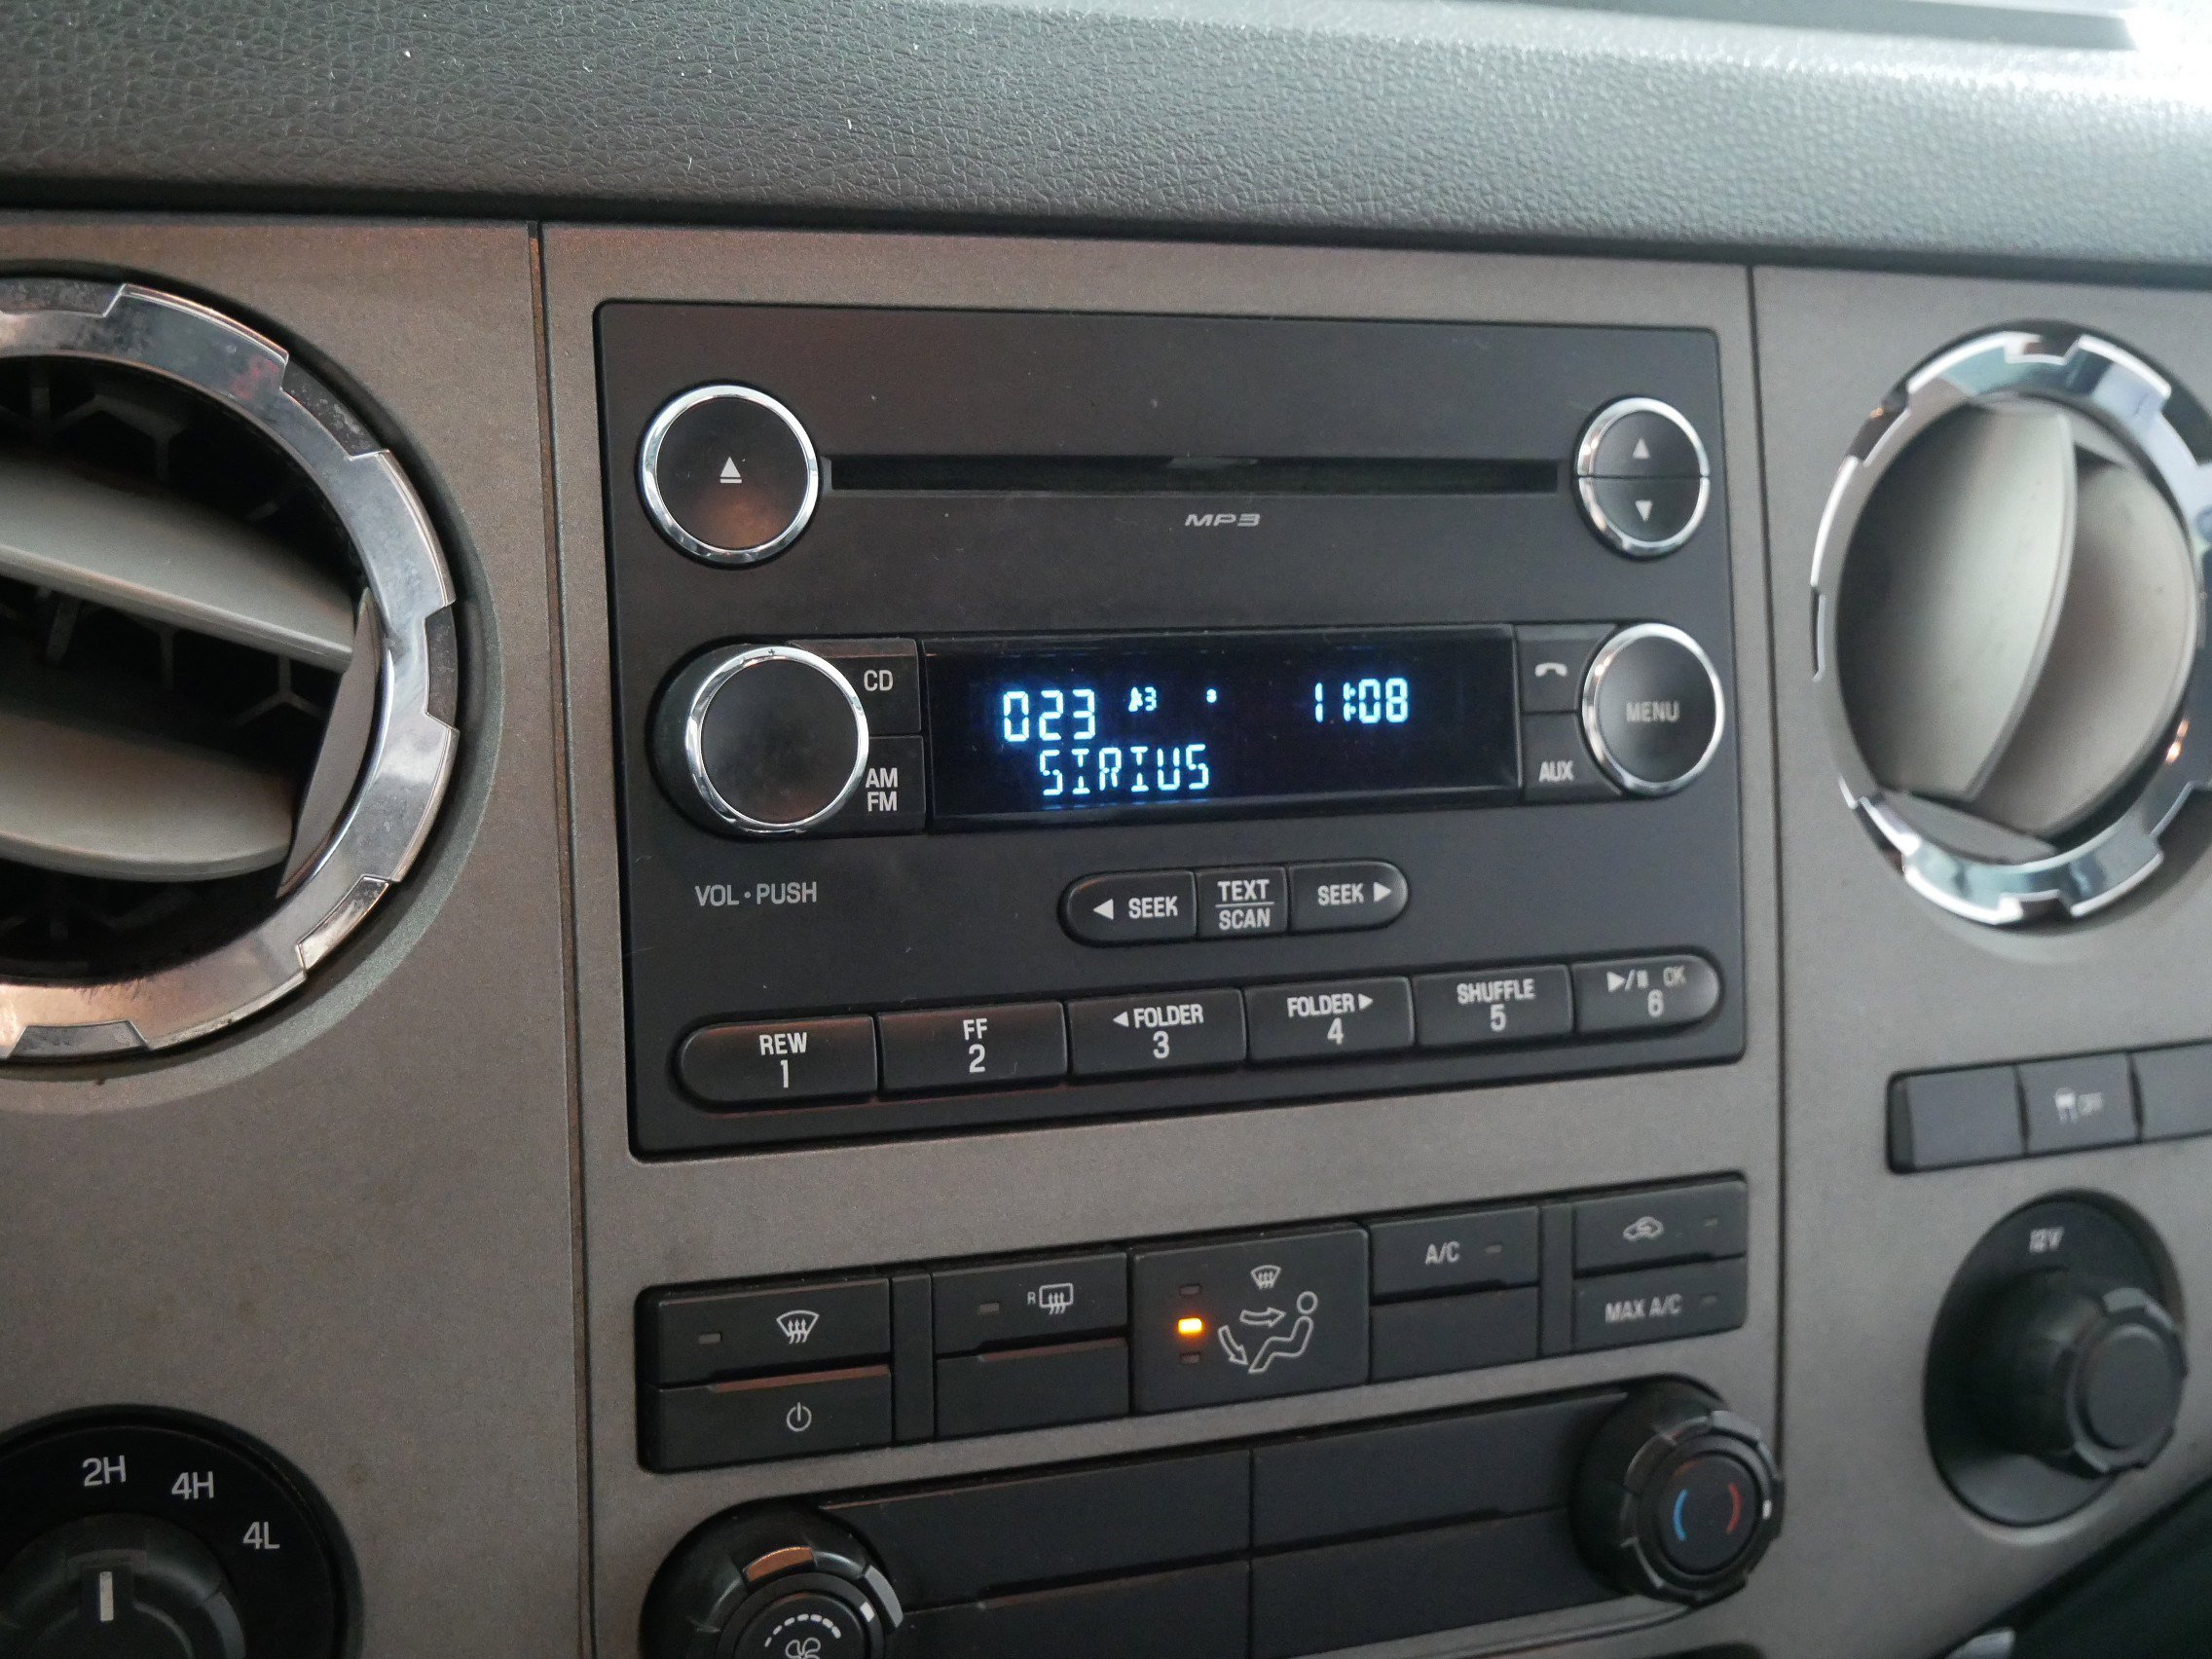 MP3
CD
023 A3 11:08
SIRIUS
MENU
AM
FM
AUX
VOL • PUSH
◀ SEEK
TEXT
SCAN
SEEK ▶
REW
1
FF
2
◀ FOLDER
3
FOLDER ▶
4
SHUFFLE
5
▶/II OK
6
OFF
R
A/C
MAX A/C
12V
2H
4H
4L